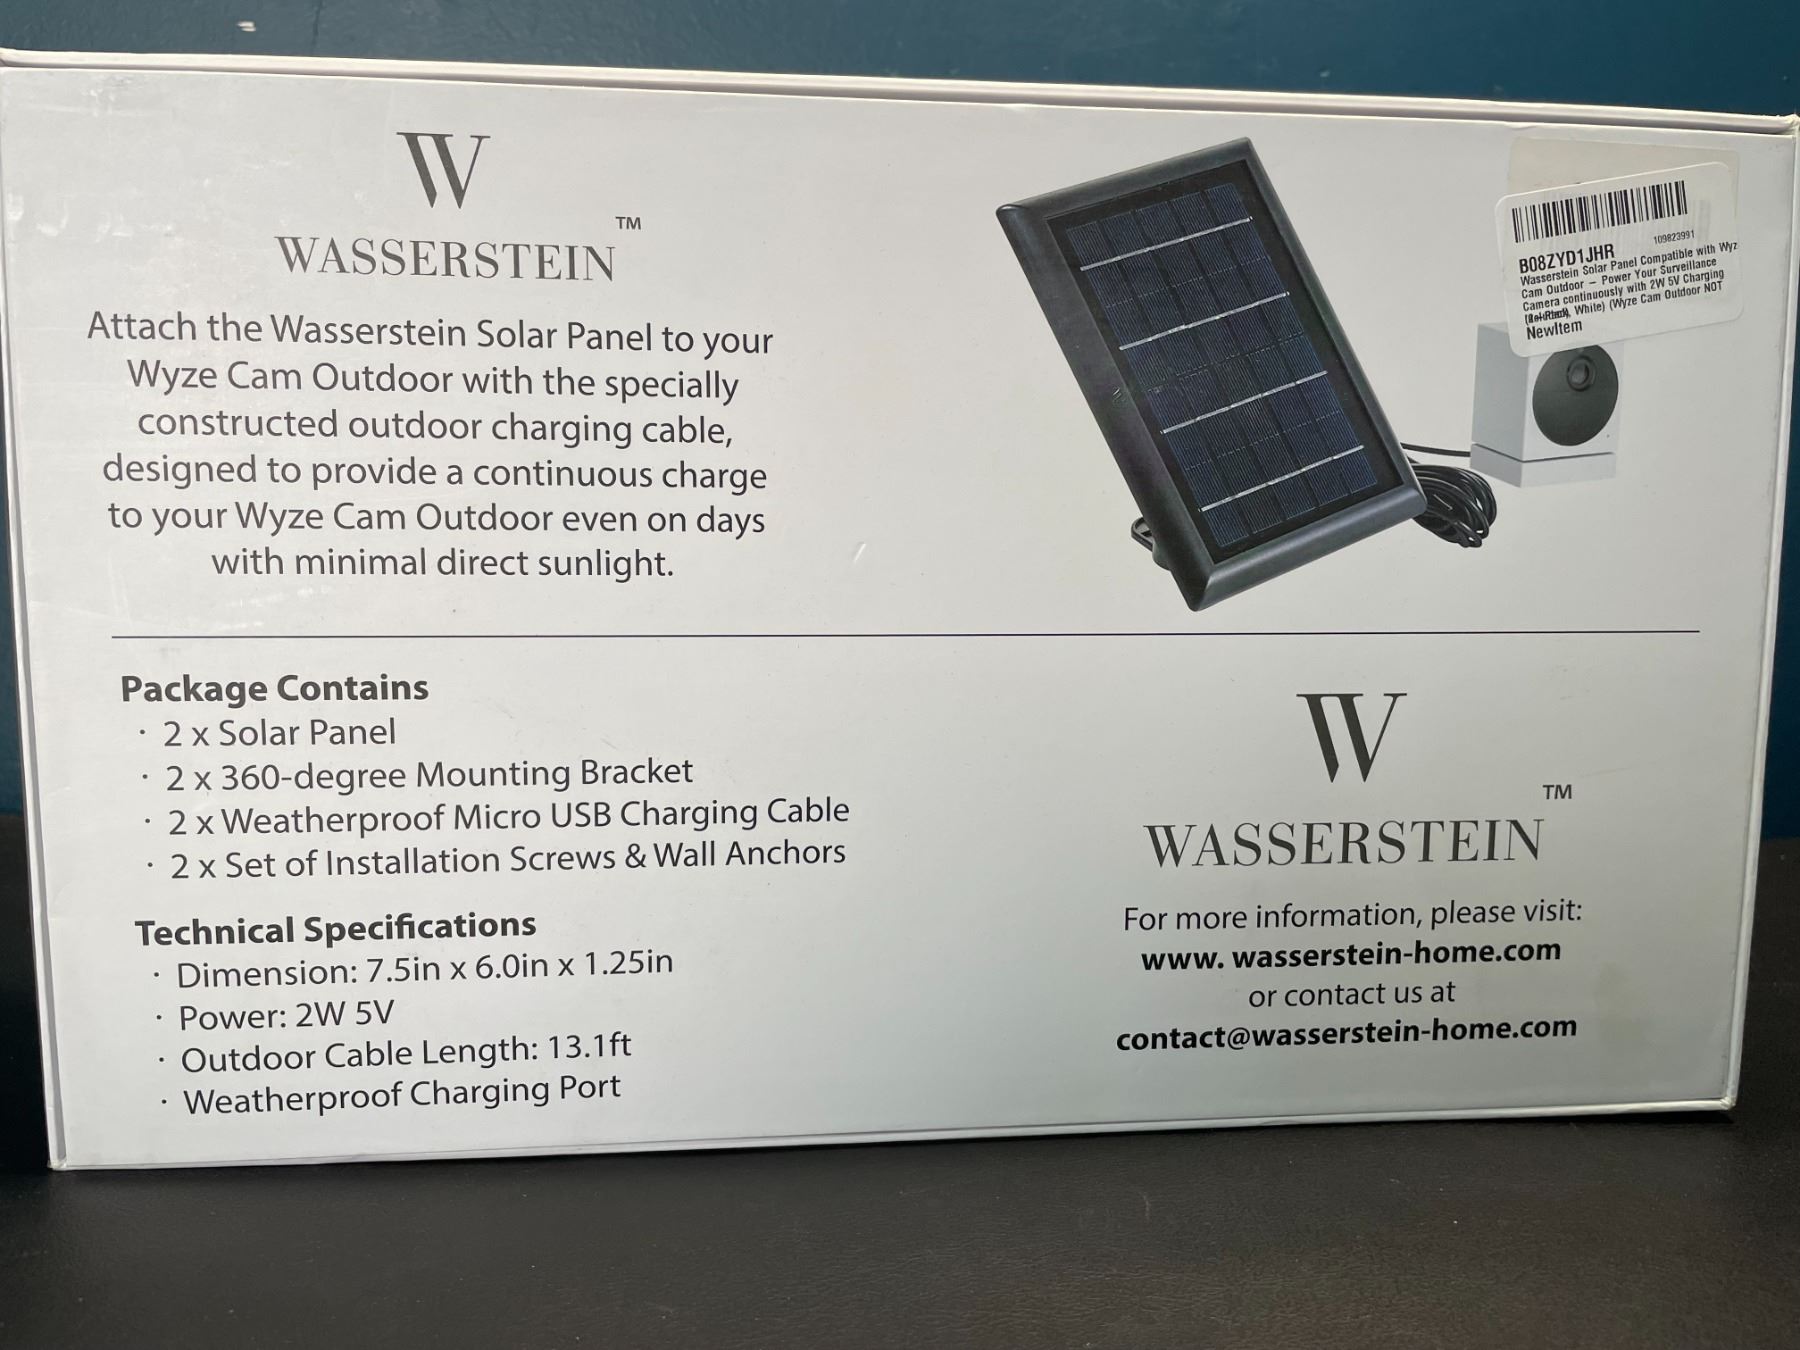 W
TM
WASSERSTEIN
Attach the Wasserstein Solar Panel to your
Wyze Cam Outdoor with the specially
constructed outdoor charging cable,
designed to provide a continuous charge
to your Wyze Cam Outdoor even on days
with minimal direct sunlight.
109823991
B08ZYD1JHR
Wasserstein Solar Panel Compatible with Wyz
Cam Outdoor – Power Your Surveillance
Camera continuously with 2W 5V Charging
White) (Wyze Cam Outdoor NOT
NewItem
Package Contains
· 2 x Solar Panel
· 2 x 360-degree Mounting Bracket
· 2 x Weatherproof Micro USB Charging Cable
· 2 x Set of Installation Screws & Wall Anchors
Technical Specifications
· Dimension: 7.5in x 6.0in x 1.25in
· Power: 2W 5V
· Outdoor Cable Length: 13.1ft
· Weatherproof Charging Port
W
TM
WASSERSTEIN
For more information, please visit:
www. wasserstein-home.com
or contact us at
contact@wasserstein-home.com